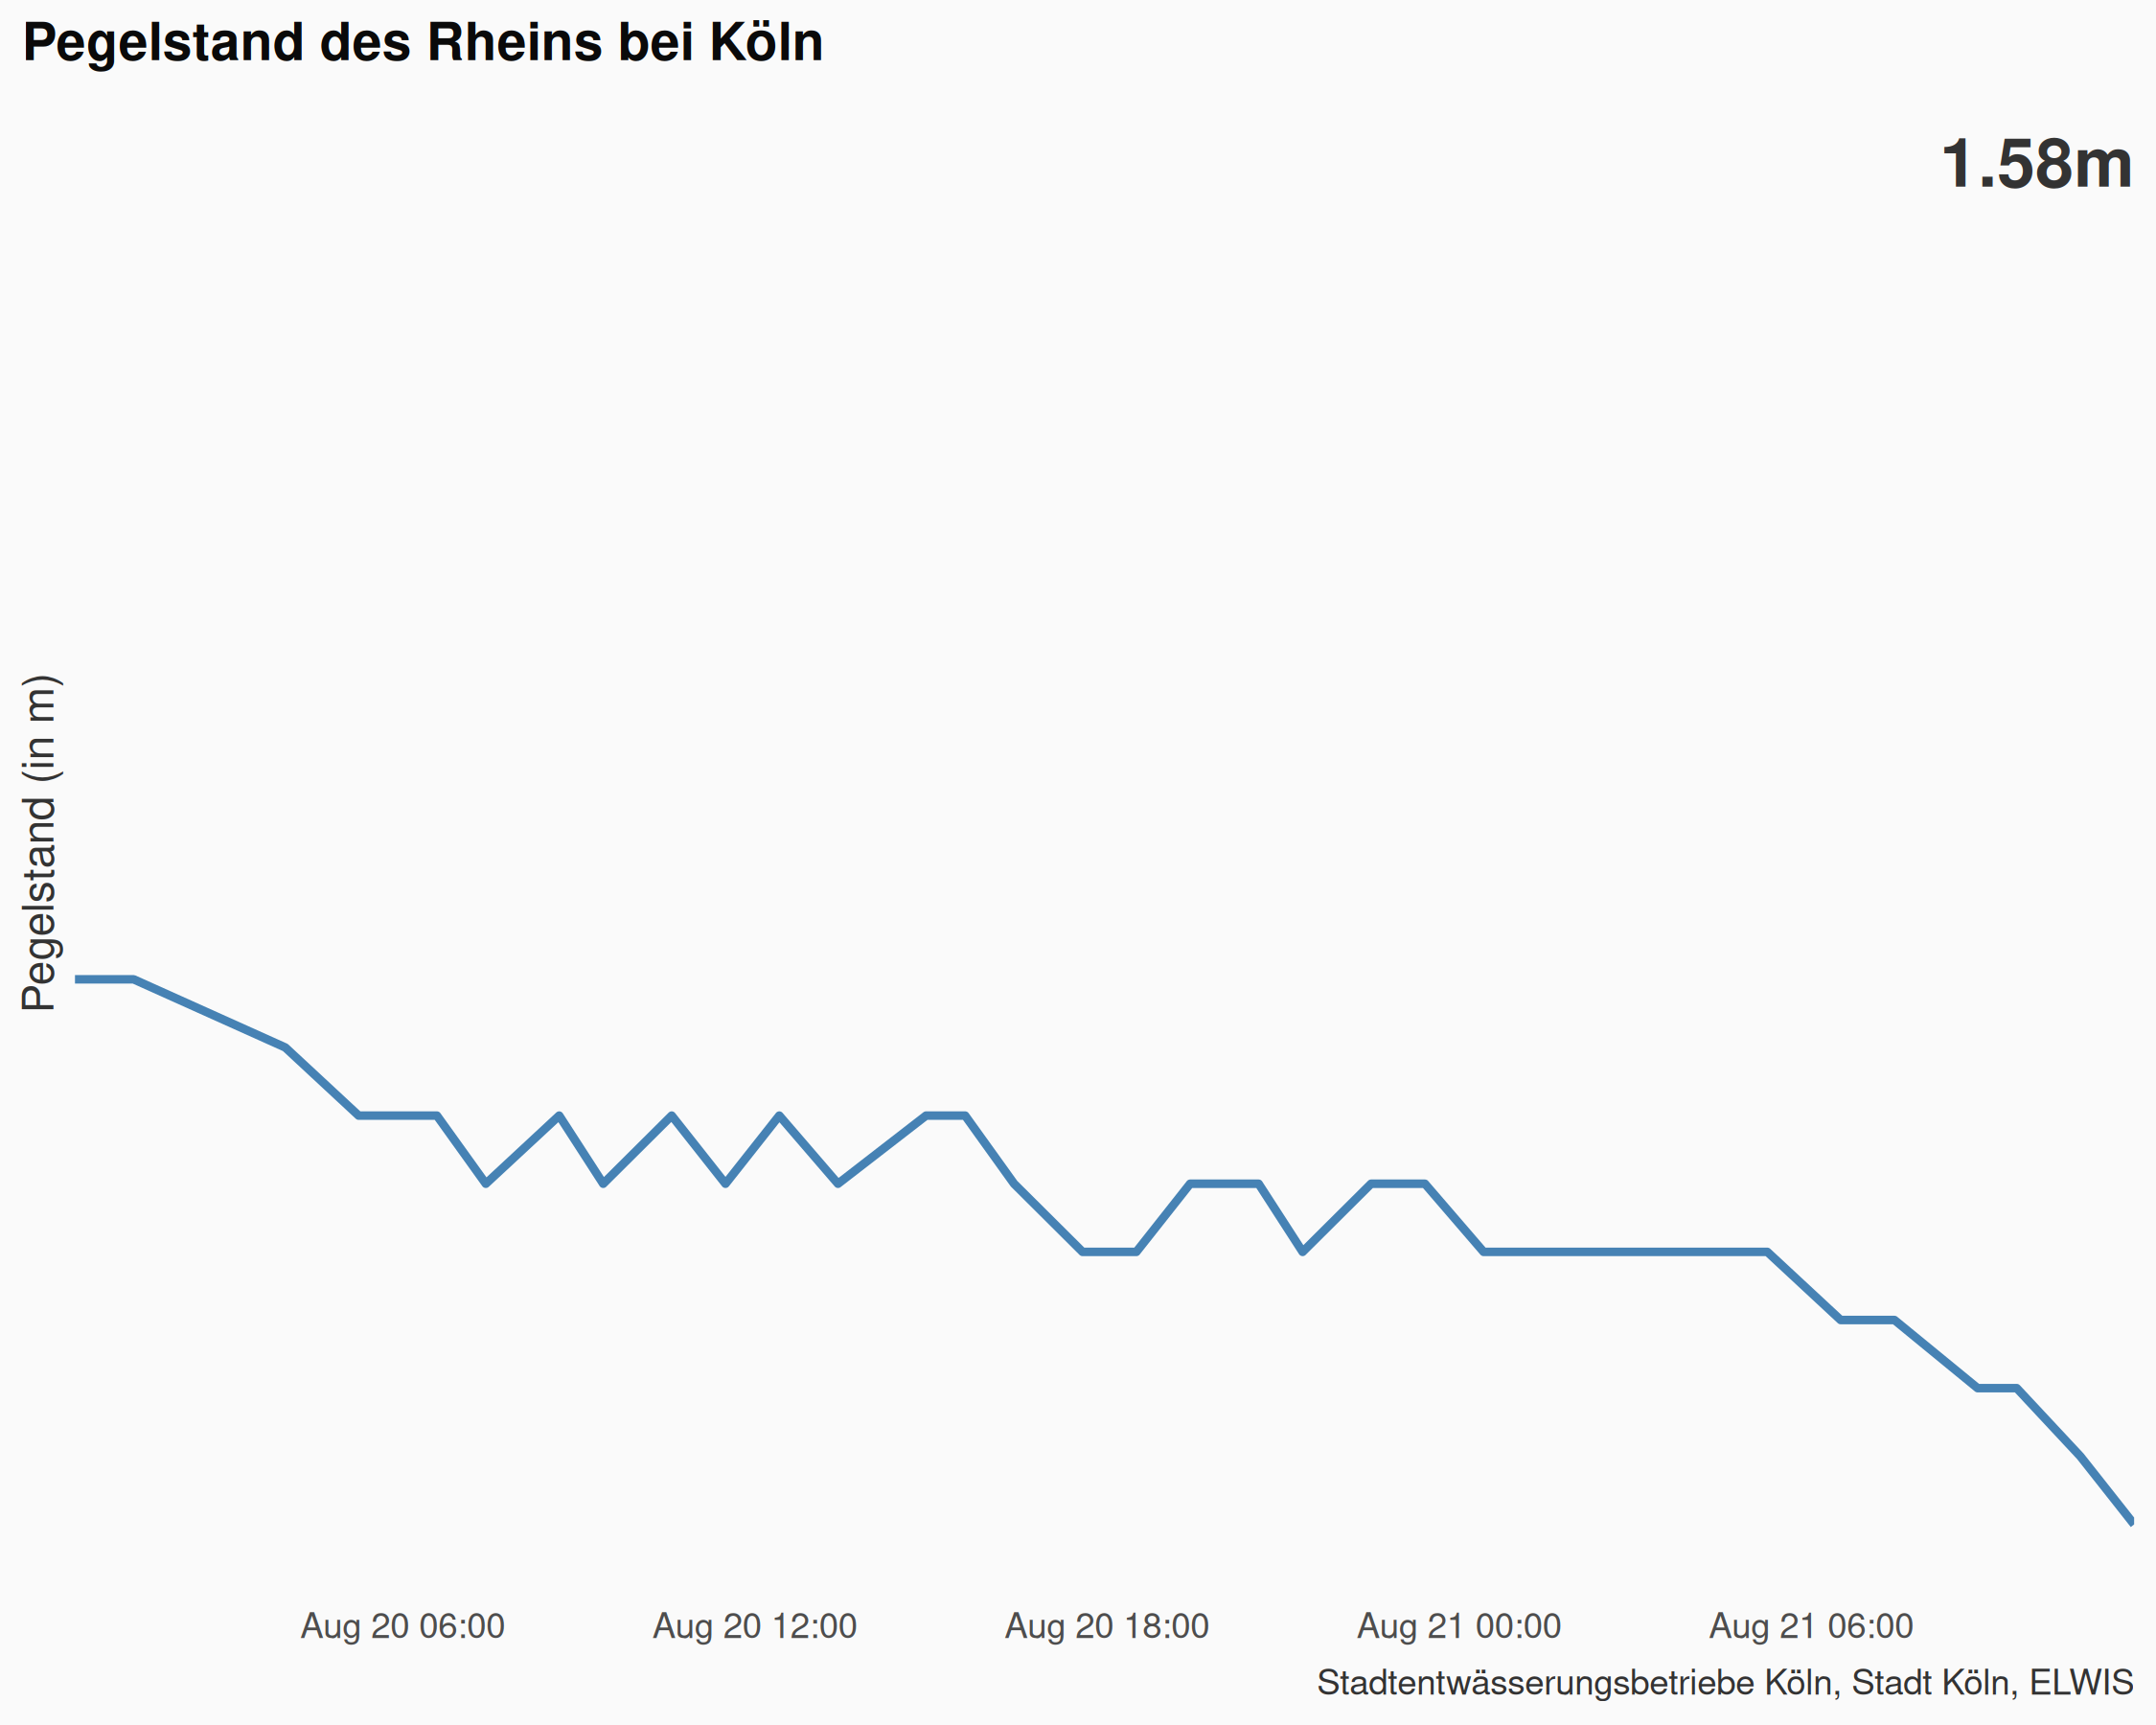 Pegelstand des Rheins bei Köln
1.58m
Pegelstand (in m)
Aug 20 06:00
Aug 20 12:00
Aug 20 18:00
Aug 21 00:00
Aug 21 06:00
Stadtentwässerungsbetriebe Köln, Stadt Köln, ELWIS